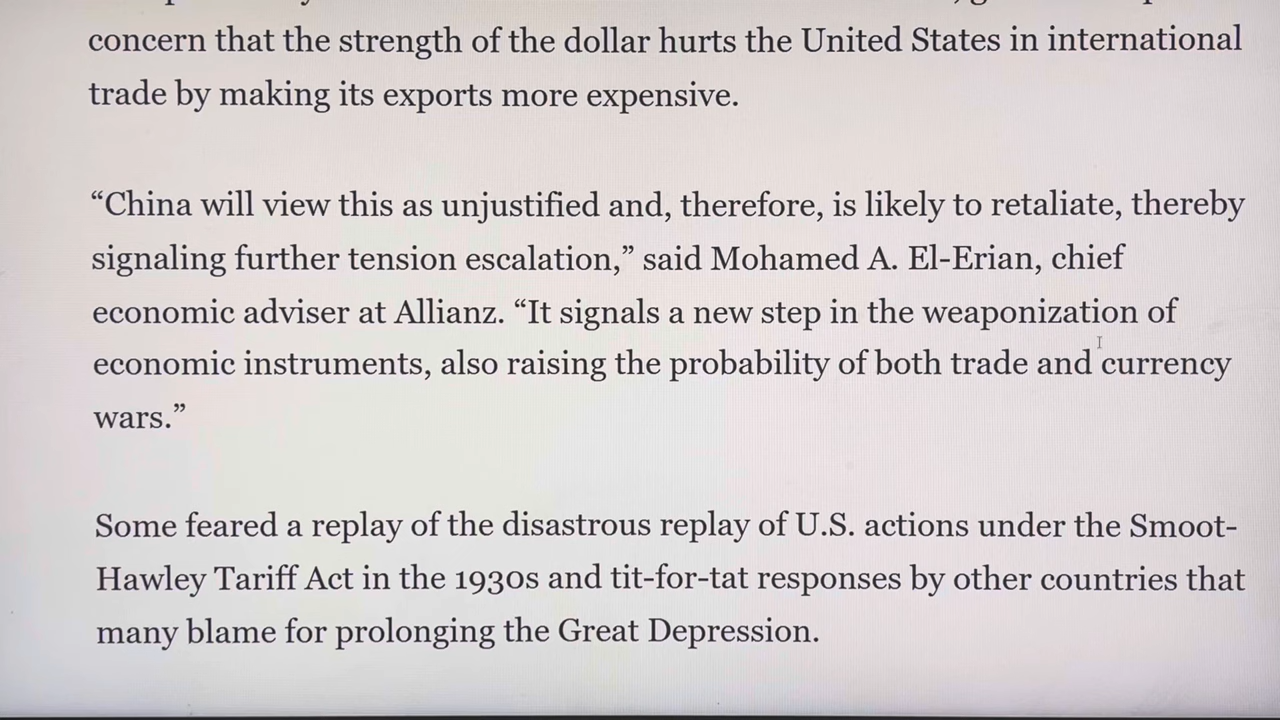 concern that the strength of the dollar hurts the United States in international
trade by making its exports more expensive.
“China will view this as unjustified and, therefore, is likely to retaliate, thereby
signaling further tension escalation,” said Mohamed A. El-Erian, chief
economic adviser at Allianz. “It signals a new step in the weaponization of
economic instruments, also raising the probability of both trade and currency
wars.”
Some feared a replay of the disastrous replay of U.S. actions under the Smoot-
Hawley Tariff Act in the 1930s and tit-for-tat responses by other countries that
many blame for prolonging the Great Depression.